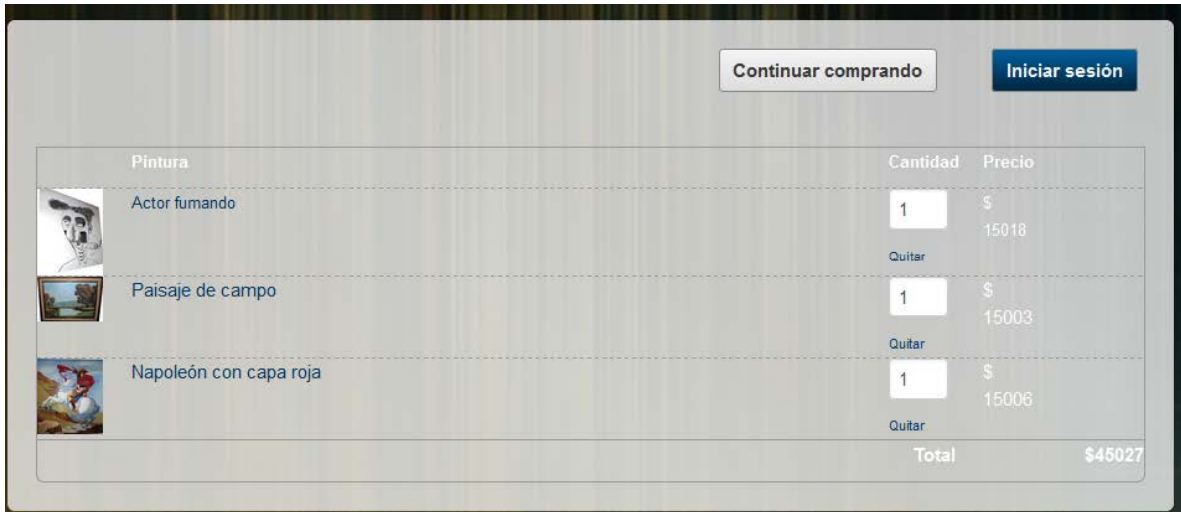 Continuar comprando Iniciar sesión
Pintura Cantidad Precio
Actor fumando 1 $
15018
Quitar
Paisaje de campo 1 $
15003
Quitar
Napoleón con capa roja 1 $
15006
Quitar
Total $45027